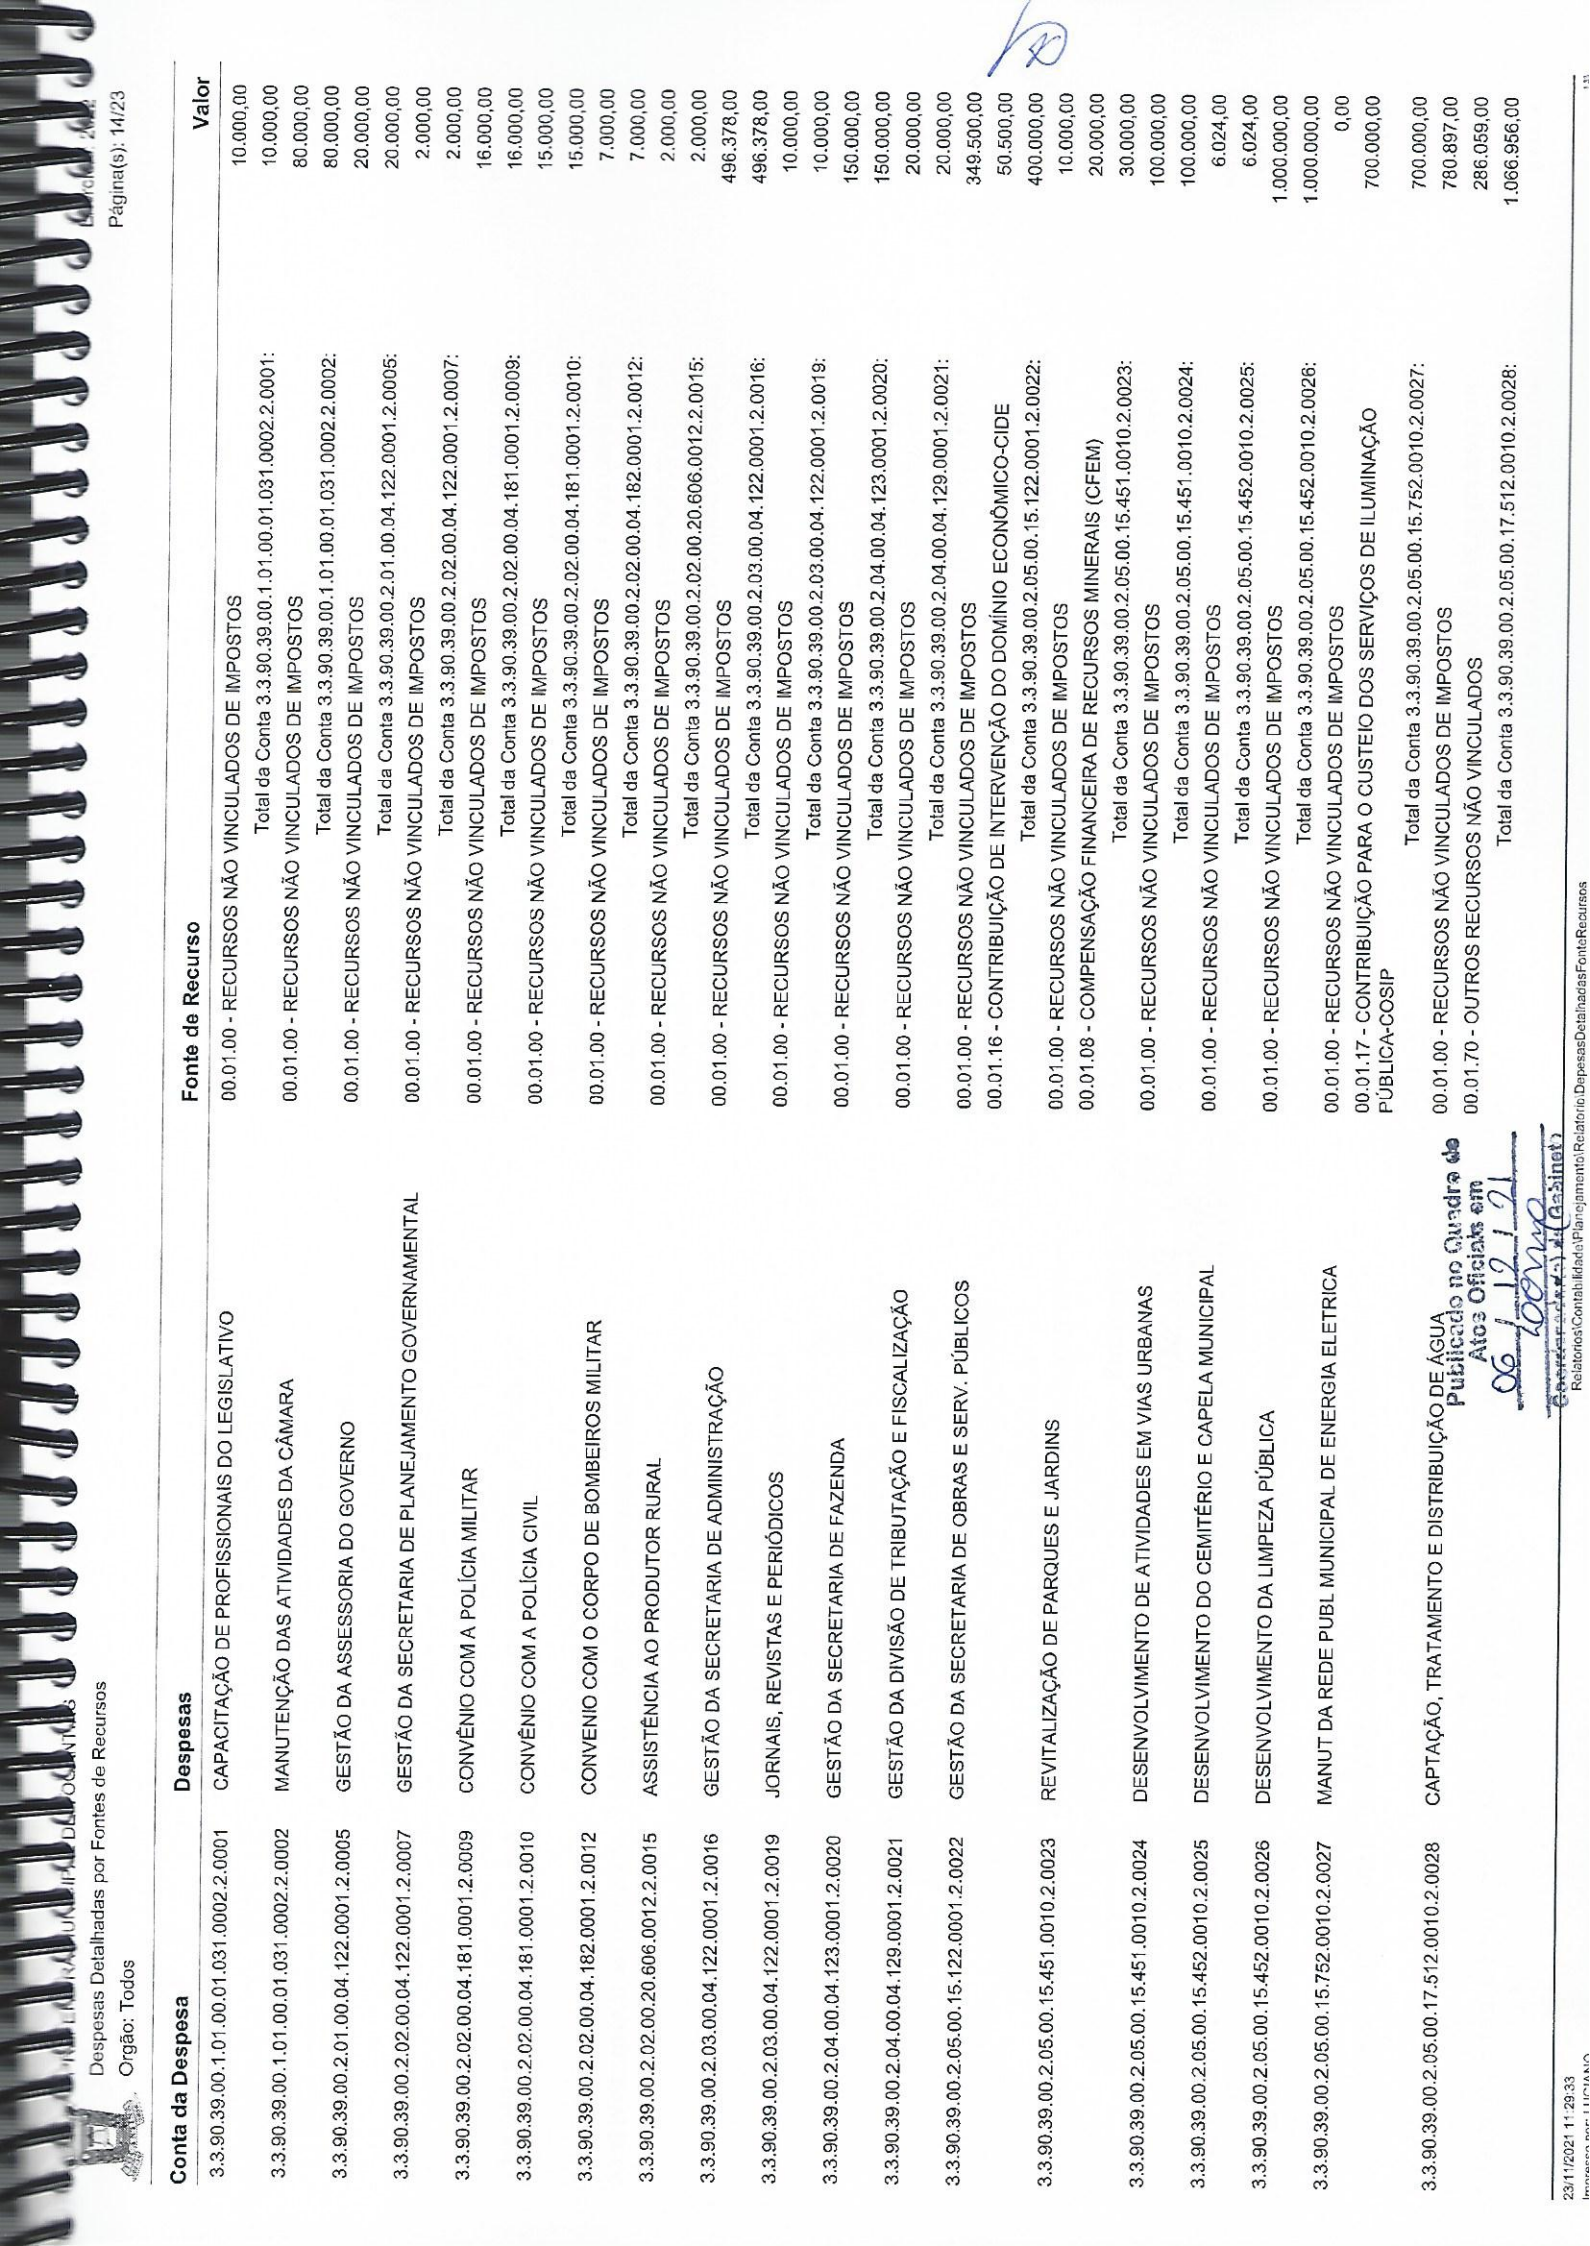 Despesas Detalhadas por Fontes de Recursos
Orgão: Todos
Página(s): 14/23
Conta da Despesa Despesas Fonte de Recurso Valor
3.3.90.39.00.1.01.00.01.031.0002.2.0001 CAPACITAÇÃO DE PROFISSIONAIS DO LEGISLATIVO 00.01.00 - RECURSOS NÃO VINCULADOS DE IMPOSTOS 10.000,00
Total da Conta 3.3.90.39.00.1.01.00.01.031.0002.2.0001: 10.000,00
3.3.90.39.00.1.01.00.01.031.0002.2.0002 MANUTENÇÃO DAS ATIVIDADES DA CÂMARA 00.01.00 - RECURSOS NÃO VINCULADOS DE IMPOSTOS 80.000,00
Total da Conta 3.3.90.39.00.1.01.00.01.031.0002.2.0002: 80.000,00
3.3.90.39.00.2.01.00.04.122.0001.2.0005 GESTÃO DA ASSESSORIA DO GOVERNO 00.01.00 - RECURSOS NÃO VINCULADOS DE IMPOSTOS 20.000,00
Total da Conta 3.3.90.39.00.2.01.00.04.122.0001.2.0005: 20.000,00
3.3.90.39.00.2.02.00.04.122.0001.2.0007 GESTÃO DA SECRETARIA DE PLANEJAMENTO GOVERNAMENTAL 00.01.00 - RECURSOS NÃO VINCULADOS DE IMPOSTOS 2.000,00
Total da Conta 3.3.90.39.00.2.02.00.04.122.0001.2.0007: 2.000,00
3.3.90.39.00.2.02.00.04.181.0001.2.0009 CONVÊNIO COM A POLÍCIA MILITAR 00.01.00 - RECURSOS NÃO VINCULADOS DE IMPOSTOS 16.000,00
Total da Conta 3.3.90.39.00.2.02.00.04.181.0001.2.0009: 16.000,00
3.3.90.39.00.2.02.00.04.181.0001.2.0010 CONVÊNIO COM A POLÍCIA CIVIL 00.01.00 - RECURSOS NÃO VINCULADOS DE IMPOSTOS 15.000,00
Total da Conta 3.3.90.39.00.2.02.00.04.181.0001.2.0010: 15.000,00
3.3.90.39.00.2.02.00.04.182.0001.2.0012 CONVENIO COM O CORPO DE BOMBEIROS MILITAR 00.01.00 - RECURSOS NÃO VINCULADOS DE IMPOSTOS 7.000,00
Total da Conta 3.3.90.39.00.2.02.00.04.182.0001.2.0012: 7.000,00
3.3.90.39.00.2.02.00.20.606.0012.2.0015 ASSISTÊNCIA AO PRODUTOR RURAL 00.01.00 - RECURSOS NÃO VINCULADOS DE IMPOSTOS 2.000,00
Total da Conta 3.3.90.39.00.2.02.00.20.606.0012.2.0015: 2.000,00
3.3.90.39.00.2.03.00.04.122.0001.2.0016 GESTÃO DA SECRETARIA DE ADMINISTRAÇÃO 00.01.00 - RECURSOS NÃO VINCULADOS DE IMPOSTOS 496.378,00
Total da Conta 3.3.90.39.00.2.03.00.04.122.0001.2.0016: 496.378,00
3.3.90.39.00.2.03.00.04.122.0001.2.0019 JORNAIS, REVISTAS E PERIÓDICOS 00.01.00 - RECURSOS NÃO VINCULADOS DE IMPOSTOS 10.000,00
Total da Conta 3.3.90.39.00.2.03.00.04.122.0001.2.0019: 10.000,00
3.3.90.39.00.2.04.00.04.123.0001.2.0020 GESTÃO DA SECRETARIA DE FAZENDA 00.01.00 - RECURSOS NÃO VINCULADOS DE IMPOSTOS 150.000,00
Total da Conta 3.3.90.39.00.2.04.00.04.123.0001.2.0020: 150.000,00
3.3.90.39.00.2.04.00.04.129.0001.2.0021 GESTÃO DA DIVISÃO DE TRIBUTAÇÃO E FISCALIZAÇÃO 00.01.00 - RECURSOS NÃO VINCULADOS DE IMPOSTOS 20.000,00
Total da Conta 3.3.90.39.00.2.04.00.04.129.0001.2.0021: 20.000,00
3.3.90.39.00.2.05.00.15.122.0001.2.0022 GESTÃO DA SECRETARIA DE OBRAS E SERV. PÚBLICOS 00.01.00 - RECURSOS NÃO VINCULADOS DE IMPOSTOS 349.500,00
00.01.16 - CONTRIBUIÇÃO DE INTERVENÇÃO DO DOMÍNIO ECONÔMICO-CIDE 50.500,00
Total da Conta 3.3.90.39.00.2.05.00.15.122.0001.2.0022: 400.000,00
3.3.90.39.00.2.05.00.15.451.0010.2.0023 REVITALIZAÇÃO DE PARQUES E JARDINS 00.01.00 - RECURSOS NÃO VINCULADOS DE IMPOSTOS 10.000,00
00.01.08 - COMPENSAÇÃO FINANCEIRA DE RECURSOS MINERAIS (CFEM) 20.000,00
Total da Conta 3.3.90.39.00.2.05.00.15.451.0010.2.0023: 30.000,00
3.3.90.39.00.2.05.00.15.451.0010.2.0024 DESENVOLVIMENTO DE ATIVIDADES EM VIAS URBANAS 00.01.00 - RECURSOS NÃO VINCULADOS DE IMPOSTOS 100.000,00
Total da Conta 3.3.90.39.00.2.05.00.15.451.0010.2.0024: 100.000,00
3.3.90.39.00.2.05.00.15.452.0010.2.0025 DESENVOLVIMENTO DO CEMITÉRIO E CAPELA MUNICIPAL 00.01.00 - RECURSOS NÃO VINCULADOS DE IMPOSTOS 6.024,00
Total da Conta 3.3.90.39.00.2.05.00.15.452.0010.2.0025: 6.024,00
3.3.90.39.00.2.05.00.15.452.0010.2.0026 DESENVOLVIMENTO DA LIMPEZA PÚBLICA 00.01.00 - RECURSOS NÃO VINCULADOS DE IMPOSTOS 1.000.000,00
Total da Conta 3.3.90.39.00.2.05.00.15.452.0010.2.0026: 1.000.000,00
3.3.90.39.00.2.05.00.15.752.0010.2.0027 MANUT DA REDE PUBL MUNICIPAL DE ENERGIA ELETRICA 00.01.00 - RECURSOS NÃO VINCULADOS DE IMPOSTOS 0,00
00.01.17 - CONTRIBUIÇÃO PARA O CUSTEIO DOS SERVIÇOS DE ILUMINAÇÃO 700.000,00
PÚBLICA-COSIP
Total da Conta 3.3.90.39.00.2.05.00.15.752.0010.2.0027: 700.000,00
3.3.90.39.00.2.05.00.17.512.0010.2.0028 CAPTAÇÃO, TRATAMENTO E DISTRIBUIÇÃO DE ÁGUA 00.01.00 - RECURSOS NÃO VINCULADOS DE IMPOSTOS 780.897,00
00.01.70 - OUTROS RECURSOS NÃO VINCULADOS 286.059,00
Total da Conta 3.3.90.39.00.2.05.00.17.512.0010.2.0028: 1.066.956,00
Publicado no Quadro de
Atos Oficiais em
06 / 12 / 21
23/11/2021 11:29:33 Relatorios\Contabilidade\Planejamento\Relatorio\DepesasDetalhadasFonteRecursos
Impresso por: LUCIANO